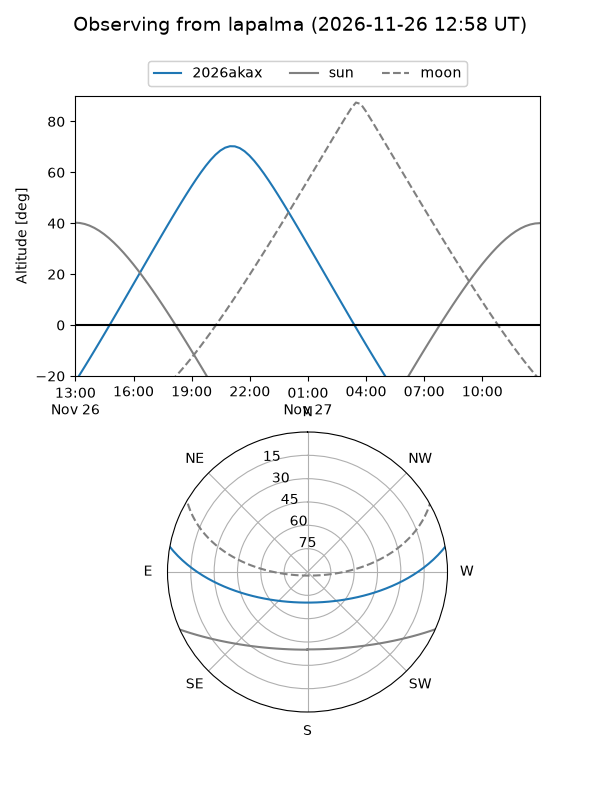 Observing from lapalma (2026-11-26 12:58 UT)
2026akax sun moon
80
60
40
20
0
−20
Altitude [deg]
13:00 16:00 19:00 22:00 01:00 04:00 07:00 10:00
Nov 26 Nov 27
N
NE NW
15
30
45
60
75
E W
SE SW
S